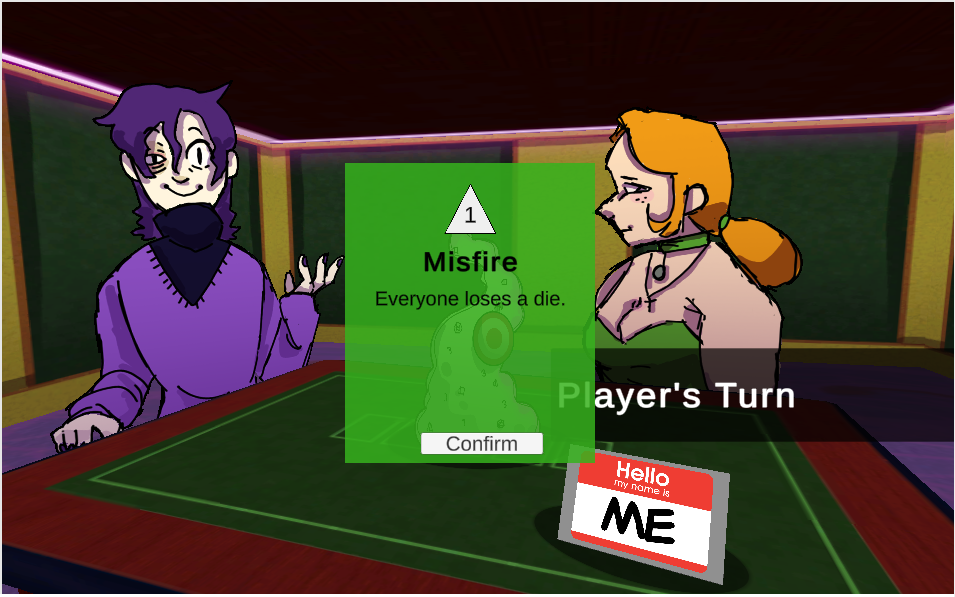 1
Misfire
Everyone loses a die.
Player's Turn
Confirm
Hello
my name is
ME